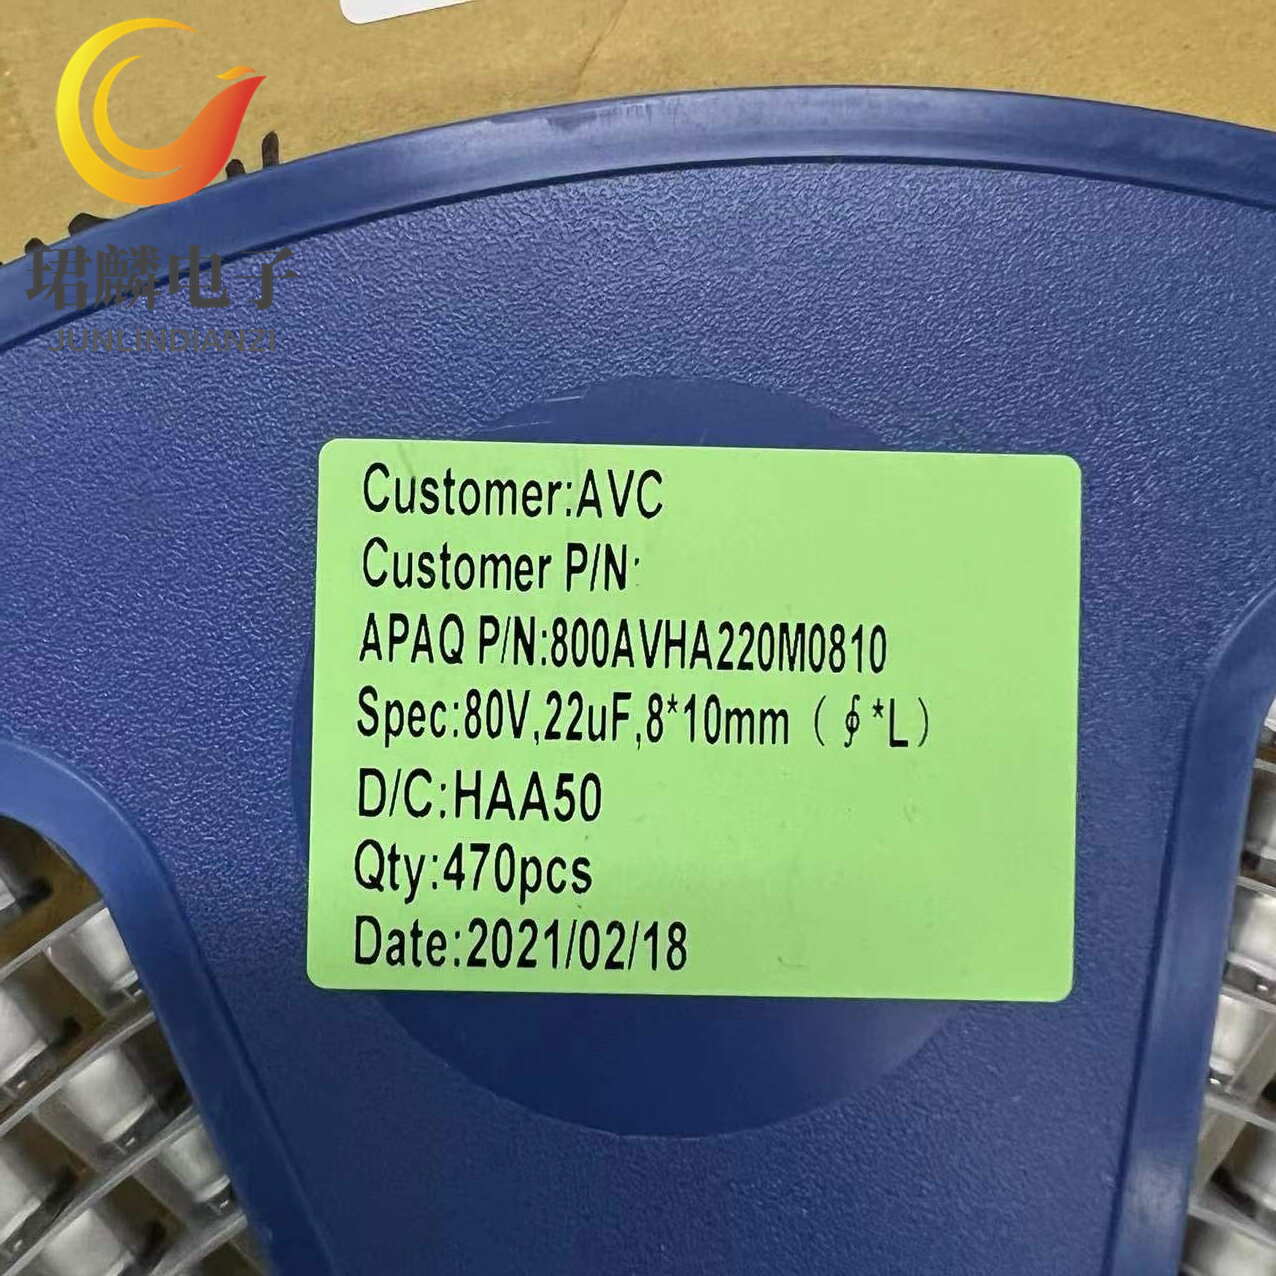 珺麟电子
JUNLINDIANZI
Customer:AVC
Customer P/N:
APAQ P/N:800AVHA220M0810
Spec:80V,22uF,8*10mm（∮*L）
D/C:HAA50
Qty:470pcs
Date:2021/02/18